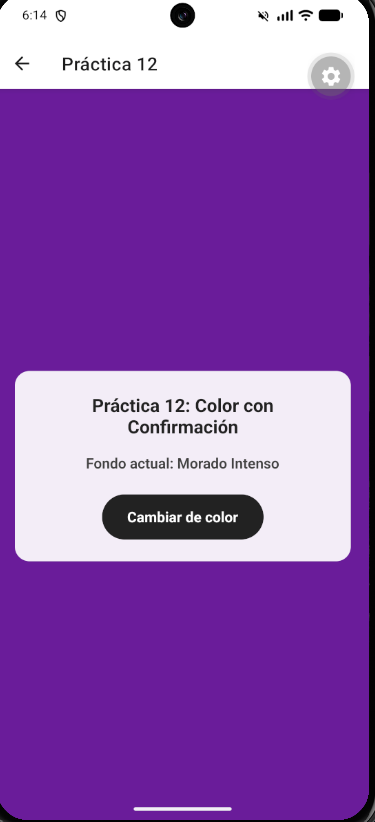 6:14
Práctica 12
Práctica 12: Color con
Confirmación
Fondo actual: Morado Intenso
Cambiar de color